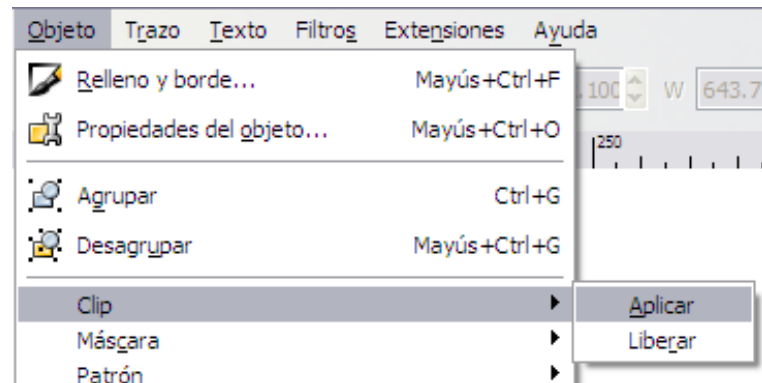 Objeto Trazo Texto Filtros Extensiones Ayuda
Relleno y borde... Mayús+Ctrl+F
.100 W 643.7
Propiedades del objeto... Mayús+Ctrl+O
250
Agrupar Ctrl+G
Desagrupar Mayús+Ctrl+G
Clip Aplicar
Máscara Liberar
Patrón